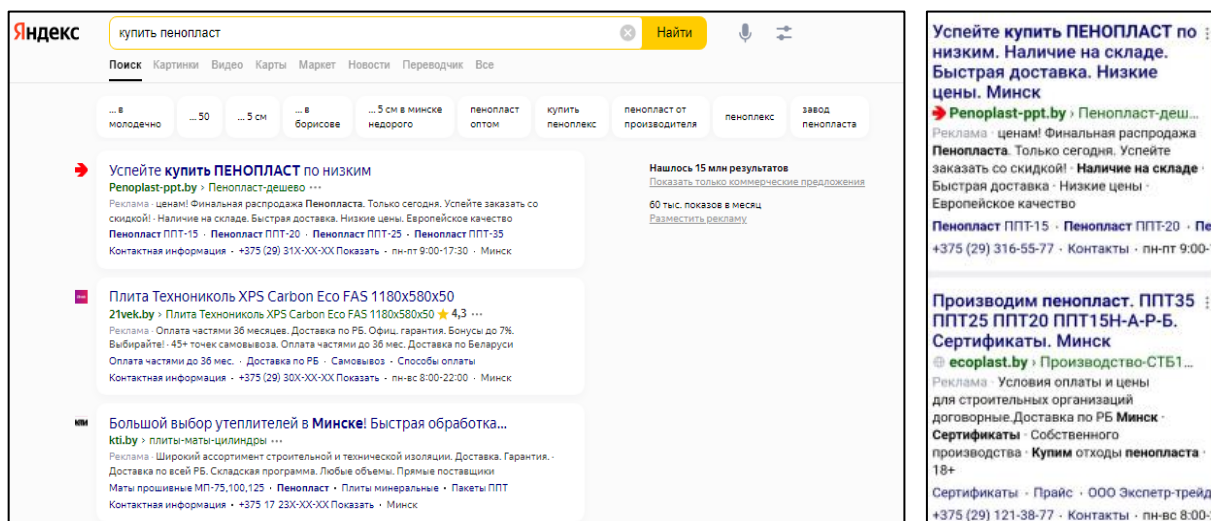 Яндекс
купить пенопласт
Найти
Поиск Картинки Видео Карты Маркет Новости Переводчик Все
... в молодечно
... 50
... 5 см
... в борисове
... 5 см в минске недорого
пенопласт оптом
купить пеноплекс
пенопласт от производителя
пеноплекс
завод пенопласта
Успейте купить ПЕНОПЛАСТ по низким
Penoplast-ppt.by › Пенопласт-дешево ···
Реклама · ценам! Финальная распродажа Пенопласта. Только сегодня. Успейте заказать со
скидкой! · Наличие на складе. Быстрая доставка. Низкие цены. Европейское качество
Пенопласт ППТ-15 · Пенопласт ППТ-20 · Пенопласт ППТ-25 · Пенопласт ППТ-35
Контактная информация · +375 (29) 31X-XX-XX Показать · пн-пт 9:00-17:30 · Минск
Плита Технониколь XPS Carbon Eco FAS 1180x580x50
21vek.by › Плита Технониколь XPS Carbon Eco FAS 1180x580x50 ★ 4,3 ···
Реклама · Оплата частями 36 месяцев. Доставка по РБ. Офиц. гарантия. Бонусы до 7%.
Выбирайте! · 45+ точек самовывоза. Оплата частями до 36 мес. Доставка по Беларуси
Оплата частями до 36 мес. · Доставка по РБ · Самовывоз · Способы оплаты
Контактная информация · +375 (29) 30X-XX-XX Показать · пн-вс 8:00-22:00 · Минск
Большой выбор утеплителей в Минске! Быстрая обработка...
kti.by › плиты-маты-цилиндры ···
Реклама · Широкий ассортимент строительной и технической изоляции. Доставка. Гарантия. ·
Доставка по всей РБ. Складская программа. Любые объемы. Прямые поставщики
Маты прошивные МП-75,100,125 · Пенопласт · Плиты минеральные · Пакеты ППТ
Контактная информация · +375 17 23X-XX-XX Показать · Минск
Нашлось 15 млн результатов
Показать только коммерческие предложения
60 тыс. показов в месяц
Разместить рекламу
Успейте купить ПЕНОПЛАСТ по
низким. Наличие на складе.
Быстрая доставка. Низкие
цены. Минск
Penoplast-ppt.by › Пенопласт-деш...
Реклама · ценам! Финальная распродажа
Пенопласта. Только сегодня. Успейте
заказать со скидкой! · Наличие на складе ·
Быстрая доставка · Низкие цены ·
Европейское качество
Пенопласт ППТ-15 · Пенопласт ППТ-20 · Пе
+375 (29) 316-55-77 · Контакты · пн-пт 9:00-
Производим пенопласт. ППТ35
ППТ25 ППТ20 ППТ15Н-А-Р-Б.
Сертификаты. Минск
ecoplast.by › Производство-СТБ1...
Реклама · Условия оплаты и цены
для строительных организаций
договорные.Доставка по РБ Минск ·
Сертификаты · Собственного
производства · Купим отходы пенопласта ·
18+
Сертификаты · Прайс · ООО Экспетр-трейд
+375 (29) 121-38-77 · Контакты · пн-вс 8:00-